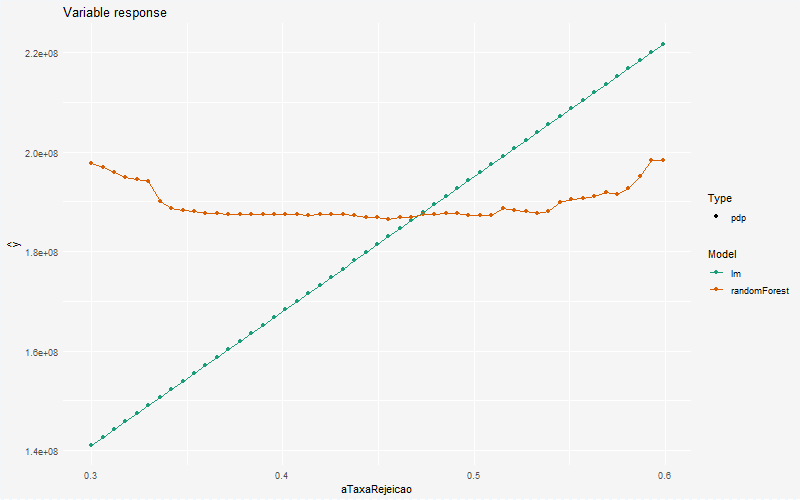 Variable response
2.2e+08
2.0e+08
1.8e+08
1.6e+08
1.4e+08
ŷ
0.3
0.4
0.5
0.6
aTaxaRejeicao
Type
pdp
Model
lm
randomForest